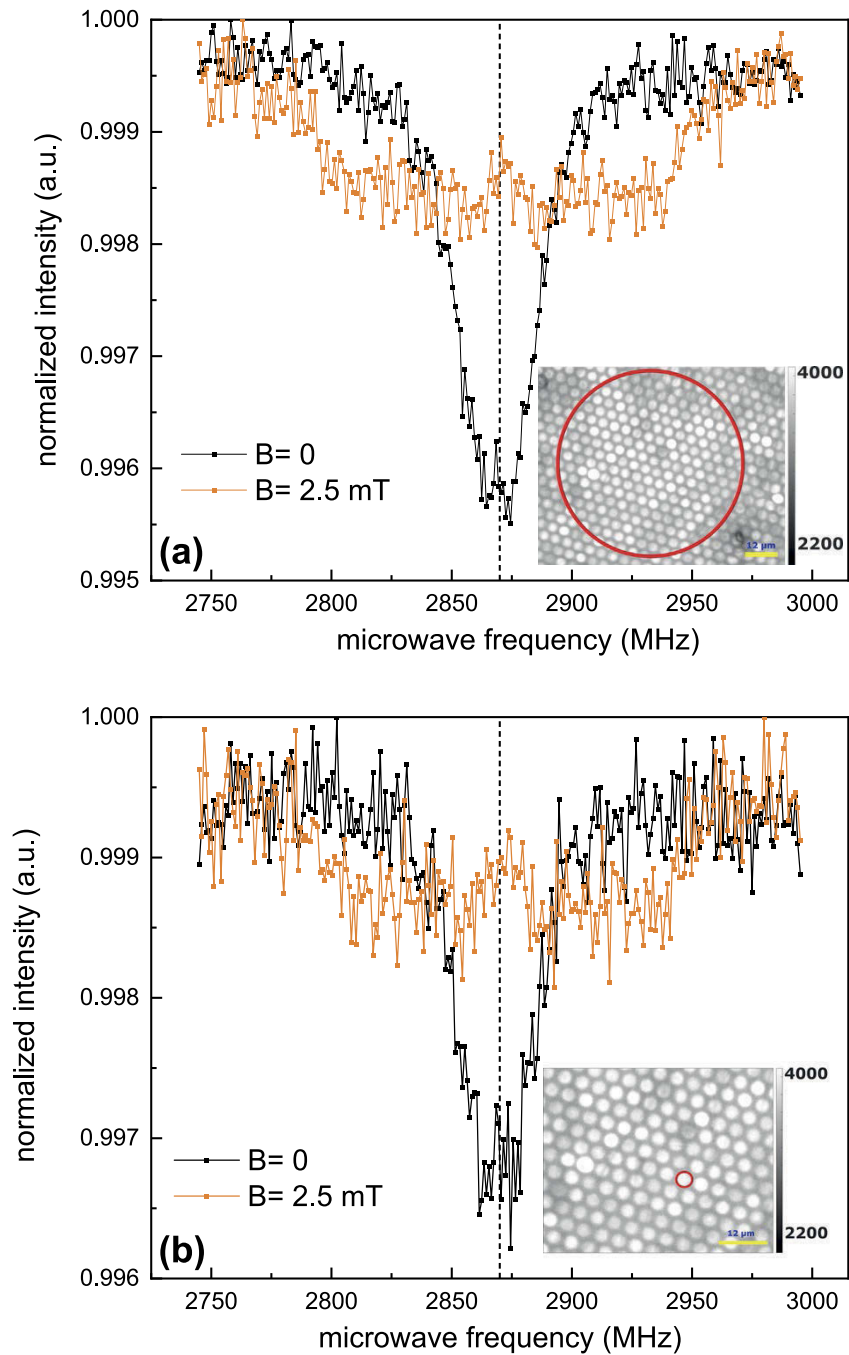 1.000
0.999
0.998
0.997
0.996
0.995
normalized intensity (a.u.)
B= 0
B= 2.5 mT
(a)
4000
2200
12 µm
2750 2800 2850 2900 2950 3000
microwave frequency (MHz)
1.000
0.999
0.998
0.997
0.996
normalized intensity (a.u.)
B= 0
B= 2.5 mT
(b)
4000
2200
12 µm
2750 2800 2850 2900 2950 3000
microwave frequency (MHz)